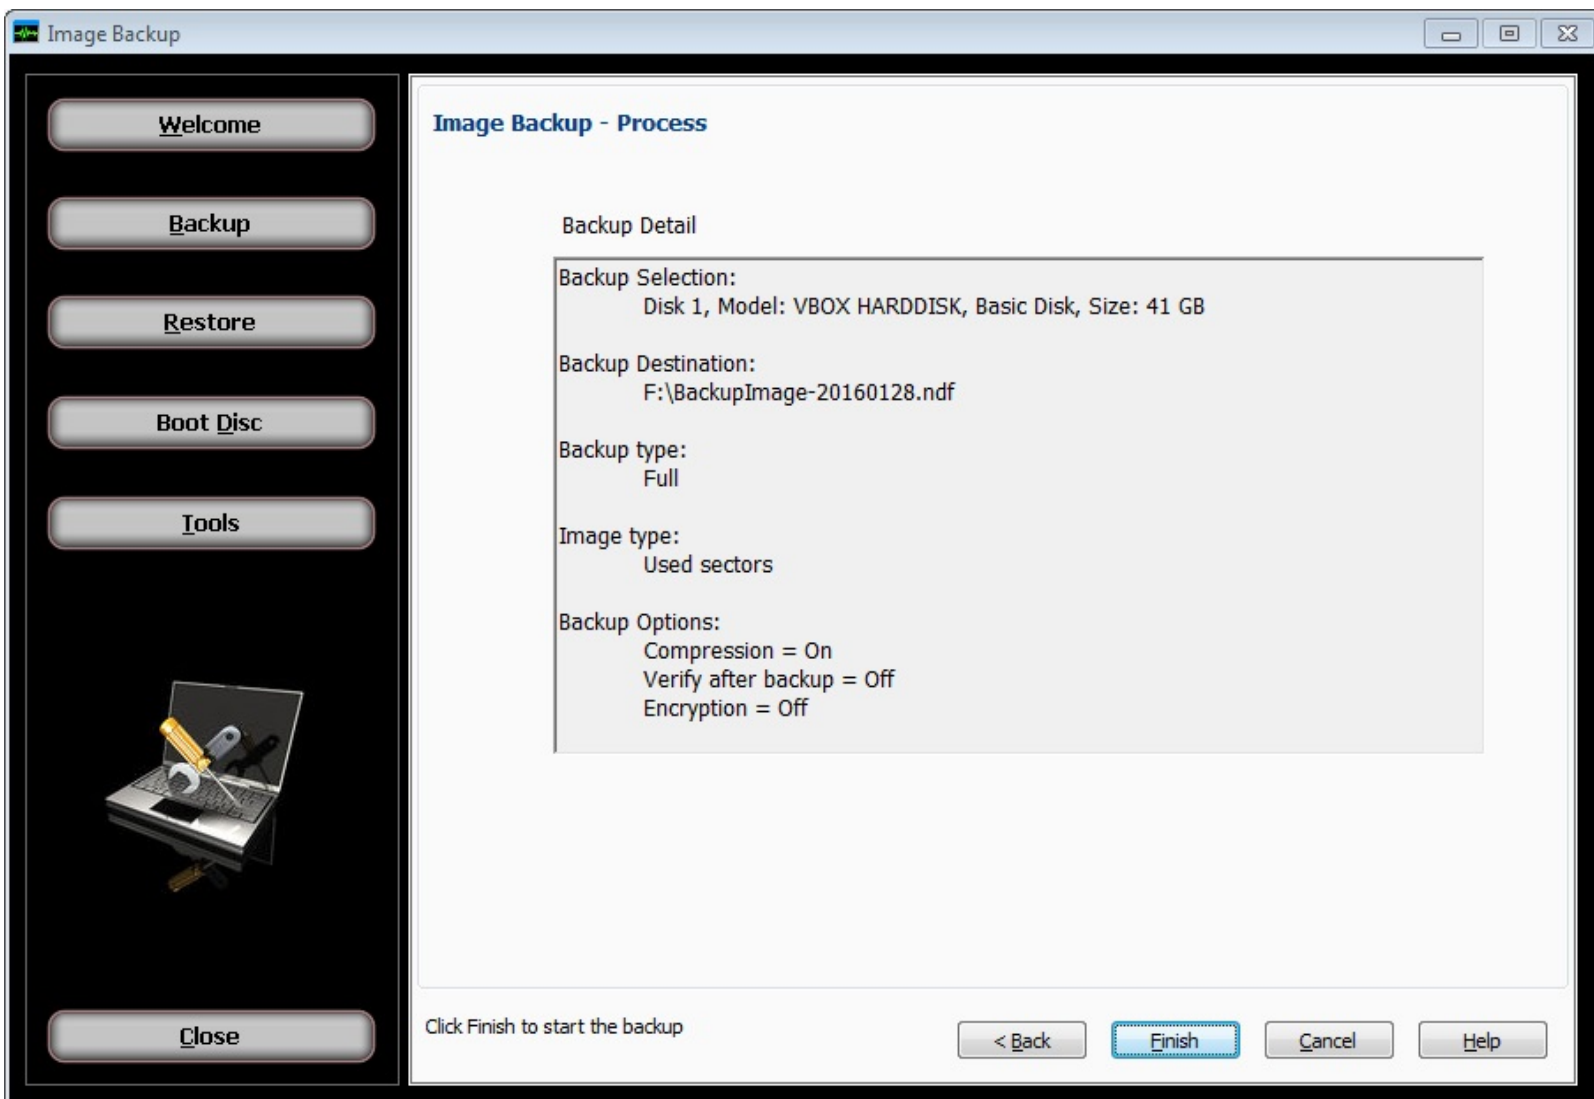 Image Backup
Welcome
Backup
Restore
Boot Disc
Tools
Close
Image Backup - Process
Backup Detail
Backup Selection:
Disk 1, Model: VBOX HARDDISK, Basic Disk, Size: 41 GB
Backup Destination:
F:\BackupImage-20160128.ndf
Backup type:
Full
Image type:
Used sectors
Backup Options:
Compression = On
Verify after backup = Off
Encryption = Off
Click Finish to start the backup
< Back
Finish
Cancel
Help